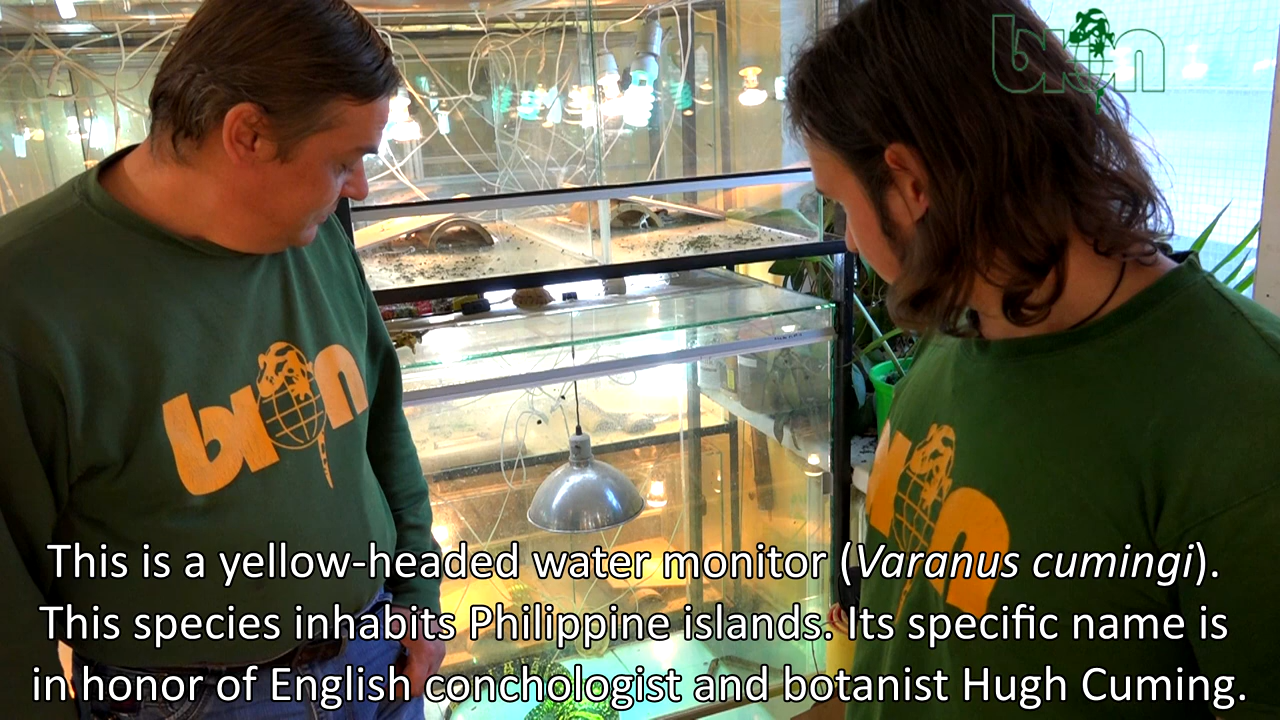 bion
bion
bion
This is a yellow-headed water monitor (Varanus cumingi).
This species inhabits Philippine islands. Its specific name is
in honor of English conchologist and botanist Hugh Cuming.